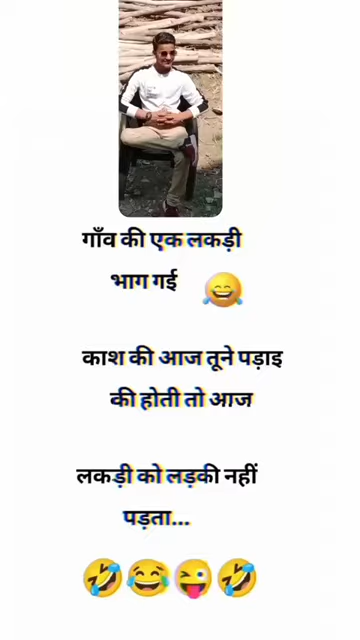 गाँव की एक लकड़ी
भाग गई 😂
काश की आज तूने पड़ाइ
की होती तो आज
लकड़ी को लड़की नहीं
पड़ता...
🤣😂😜🤣